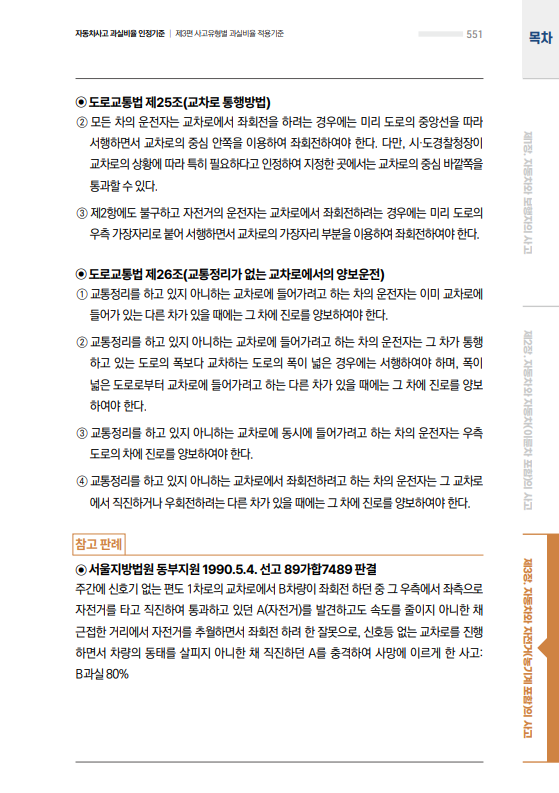 자동차사고 과실비율 인정기준 | 제3편 사고유형별 과실비율 적용기준 551
목차
◉ 도로교통법 제25조(교차로 통행방법)
② 모든 차의 운전자는 교차로에서 좌회전을 하려는 경우에는 미리 도로의 중앙선을 따라
서행하면서 교차로의 중심 안쪽을 이용하여 좌회전하여야 한다. 다만, 시·도경찰청장이
교차로의 상황에 따라 특히 필요하다고 인정하여 지정한 곳에서는 교차로의 중심 바깥쪽을
통과할 수 있다.
③ 제2항에도 불구하고 자전거의 운전자는 교차로에서 좌회전하려는 경우에는 미리 도로의
우측 가장자리로 붙어 서행하면서 교차로의 가장자리 부분을 이용하여 좌회전하여야 한다.
◉ 도로교통법 제26조(교통정리가 없는 교차로에서의 양보운전)
① 교통정리를 하고 있지 아니하는 교차로에 들어가려고 하는 차의 운전자는 이미 교차로에
들어가 있는 다른 차가 있을 때에는 그 차에 진로를 양보하여야 한다.
② 교통정리를 하고 있지 아니하는 교차로에 들어가려고 하는 차의 운전자는 그 차가 통행
하고 있는 도로의 폭보다 교차하는 도로의 폭이 넓은 경우에는 서행하여야 하며, 폭이
넓은 도로로부터 교차로에 들어가려고 하는 다른 차가 있을 때에는 그 차에 진로를 양보
하여야 한다.
③ 교통정리를 하고 있지 아니하는 교차로에 동시에 들어가려고 하는 차의 운전자는 우측
도로의 차에 진로를 양보하여야 한다.
④ 교통정리를 하고 있지 아니하는 교차로에서 좌회전하려고 하는 차의 운전자는 그 교차로
에서 직진하거나 우회전하려는 다른 차가 있을 때에는 그 차에 진로를 양보하여야 한다.
참고 판례
◉ 서울지방법원 동부지원 1990.5.4. 선고 89가합7489 판결
주간에 신호기 없는 편도 1차로의 교차로에서 B차량이 좌회전 하던 중 그 우측에서 좌측으로
자전거를 타고 직진하여 통과하고 있던 A(자전거)를 발견하고도 속도를 줄이지 아니한 채
근접한 거리에서 자전거를 추월하면서 좌회전 하려 한 잘못으로, 신호등 없는 교차로를 진행
하면서 차량의 동태를 살피지 아니한 채 직진하던 A를 충격하여 사망에 이르게 한 사고:
B과실 80%
제1장. 자동차와 보행자의 사고
제2장. 자동차와 자동차(이륜차 포함)의 사고
제3장. 자동차와 자전거(농기계 포함)의 사고